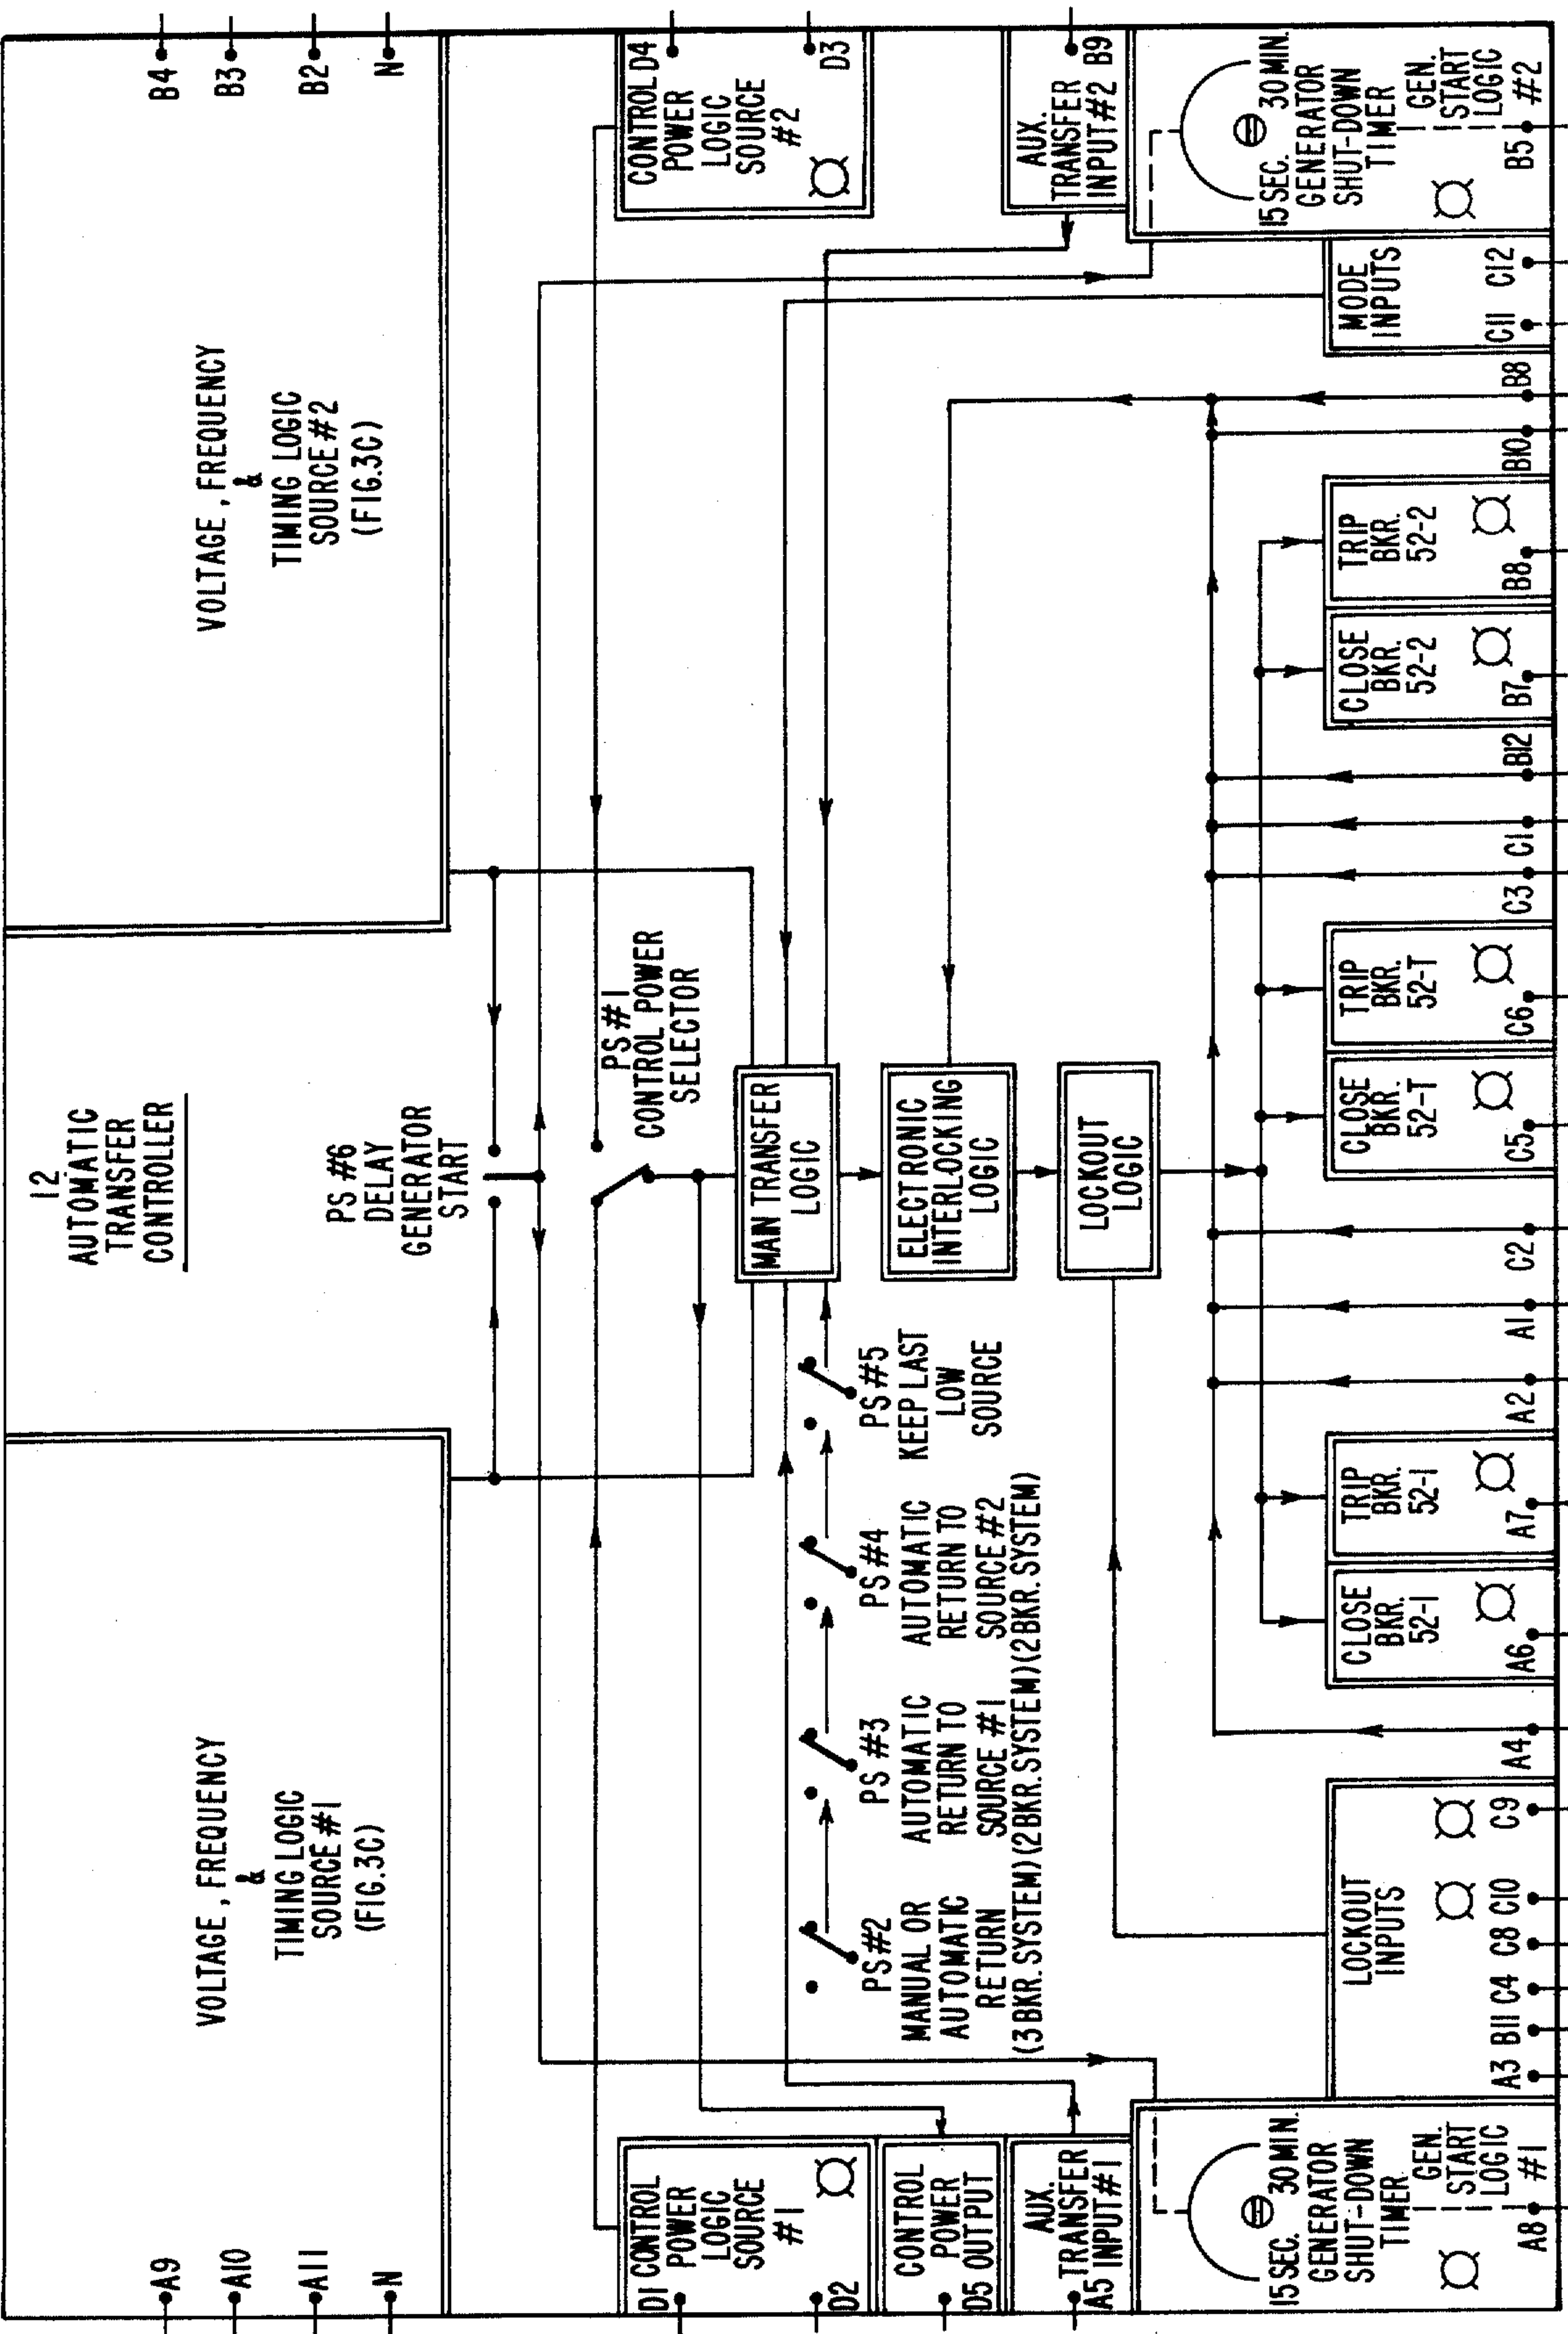 12
AUTOMATIC
TRANSFER
CONTROLLER
VOLTAGE, FREQUENCY
&
TIMING LOGIC
SOURCE #1
(FIG.3C)
VOLTAGE, FREQUENCY
&
TIMING LOGIC
SOURCE #2
(FIG.3C)
A9
A10
A11
N
B4
B3
B2
N
PS #6
DELAY
GENERATOR
START
PS #1
CONTROL POWER
SELECTOR
D1 CONTROL
POWER
LOGIC
SOURCE
#1
D2
CONTROL
POWER
D5 OUTPUT
AUX.
TRANSFER
A5 INPUT #1
CONTROL D4
POWER
LOGIC
SOURCE
#2
D3
AUX.
TRANSFER
INPUT #2
B9
MAIN TRANSFER
LOGIC
ELECTRONIC
INTERLOCKING
LOGIC
LOCKOUT
LOGIC
PS #2
MANUAL OR
AUTOMATIC
RETURN
(3 BKR. SYSTEM)
PS #3
AUTOMATIC
RETURN TO
SOURCE #1
(2 BKR. SYSTEM)
PS #4
AUTOMATIC
RETURN TO
SOURCE #2
(2 BKR. SYSTEM)
PS #5
KEEP LAST
LOW
SOURCE
15 SEC. 30 MIN.
GENERATOR
SHUT-DOWN
TIMER
GEN.
START
LOGIC
#1
A8
LOCKOUT
INPUTS
A3 B11 C4 C8 C10 C9
A4
CLOSE
BKR.
52-1
A6
TRIP
BKR.
52-1
A7
A2
A1
C2
CLOSE
BKR.
52-T
C5
TRIP
BKR.
52-T
C6
C3
C1
B12
CLOSE
BKR.
52-2
B7
TRIP
BKR.
52-2
B8
B10
B8
MODE
INPUTS
C11 C12
15 SEC. 30 MIN.
GENERATOR
SHUT-DOWN
TIMER
GEN.
START
LOGIC
#2
B5